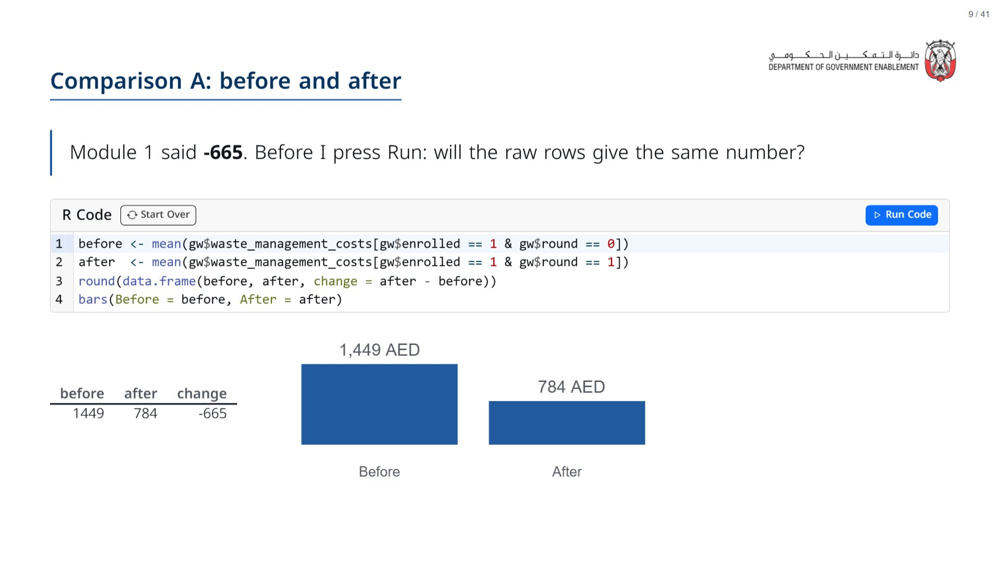 9 / 41
دائرة التمكين الحكومي
DEPARTMENT OF GOVERNMENT ENABLEMENT
Comparison A: before and after
Module 1 said -665. Before I press Run: will the raw rows give the same number?
R Code
Start Over
Run Code
1 before <- mean(gw$waste_management_costs[gw$enrolled == 1 & gw$round == 0])
2 after  <- mean(gw$waste_management_costs[gw$enrolled == 1 & gw$round == 1])
3 round(data.frame(before, after, change = after - before))
4 bars(Before = before, After = after)
before after change
1449 784 -665
1,449 AED
784 AED
Before
After